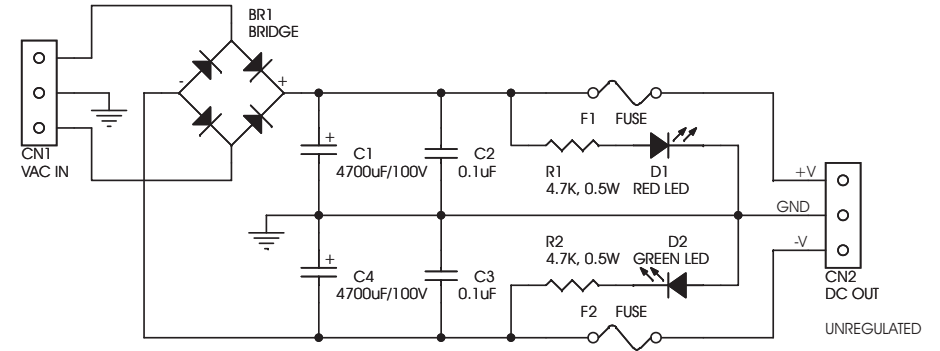 BR1
BRIDGE
-
+
CN1
VAC IN
F1 FUSE
+
C1
4700uF/100V
C2
0.1uF
R1
4.7K, 0.5W
D1
RED LED
+V
GND
-V
R2
4.7K, 0.5W
D2
GREEN LED
+
C4
4700uF/100V
C3
0.1uF
F2 FUSE
CN2
DC OUT
UNREGULATED